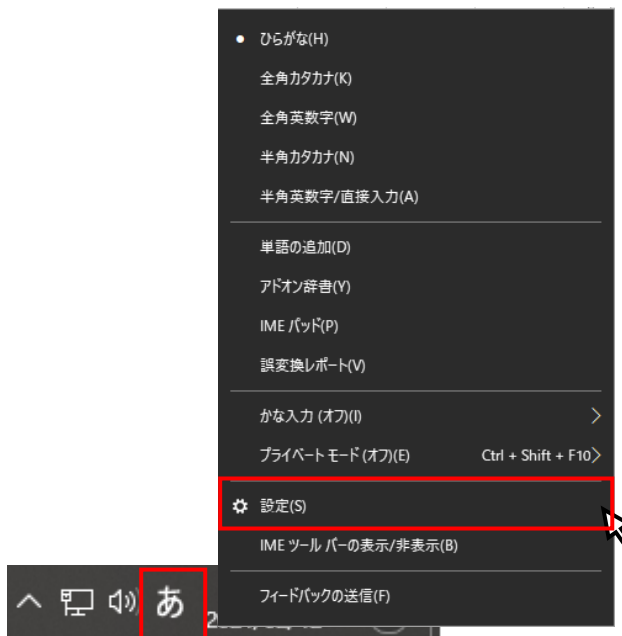 ひらがな(H)
全角カタカナ(K)
全角英数字(W)
半角カタカナ(N)
半角英数字/直接入力(A)
単語の追加(D)
アドオン辞書(Y)
IME パッド(P)
誤変換レポート(V)
かな入力 (オフ)(I)
プライベート モード (オフ)(E) Ctrl + Shift + F10
設定(S)
IME ツール バーの表示/非表示(B)
フィードバックの送信(F)
あ